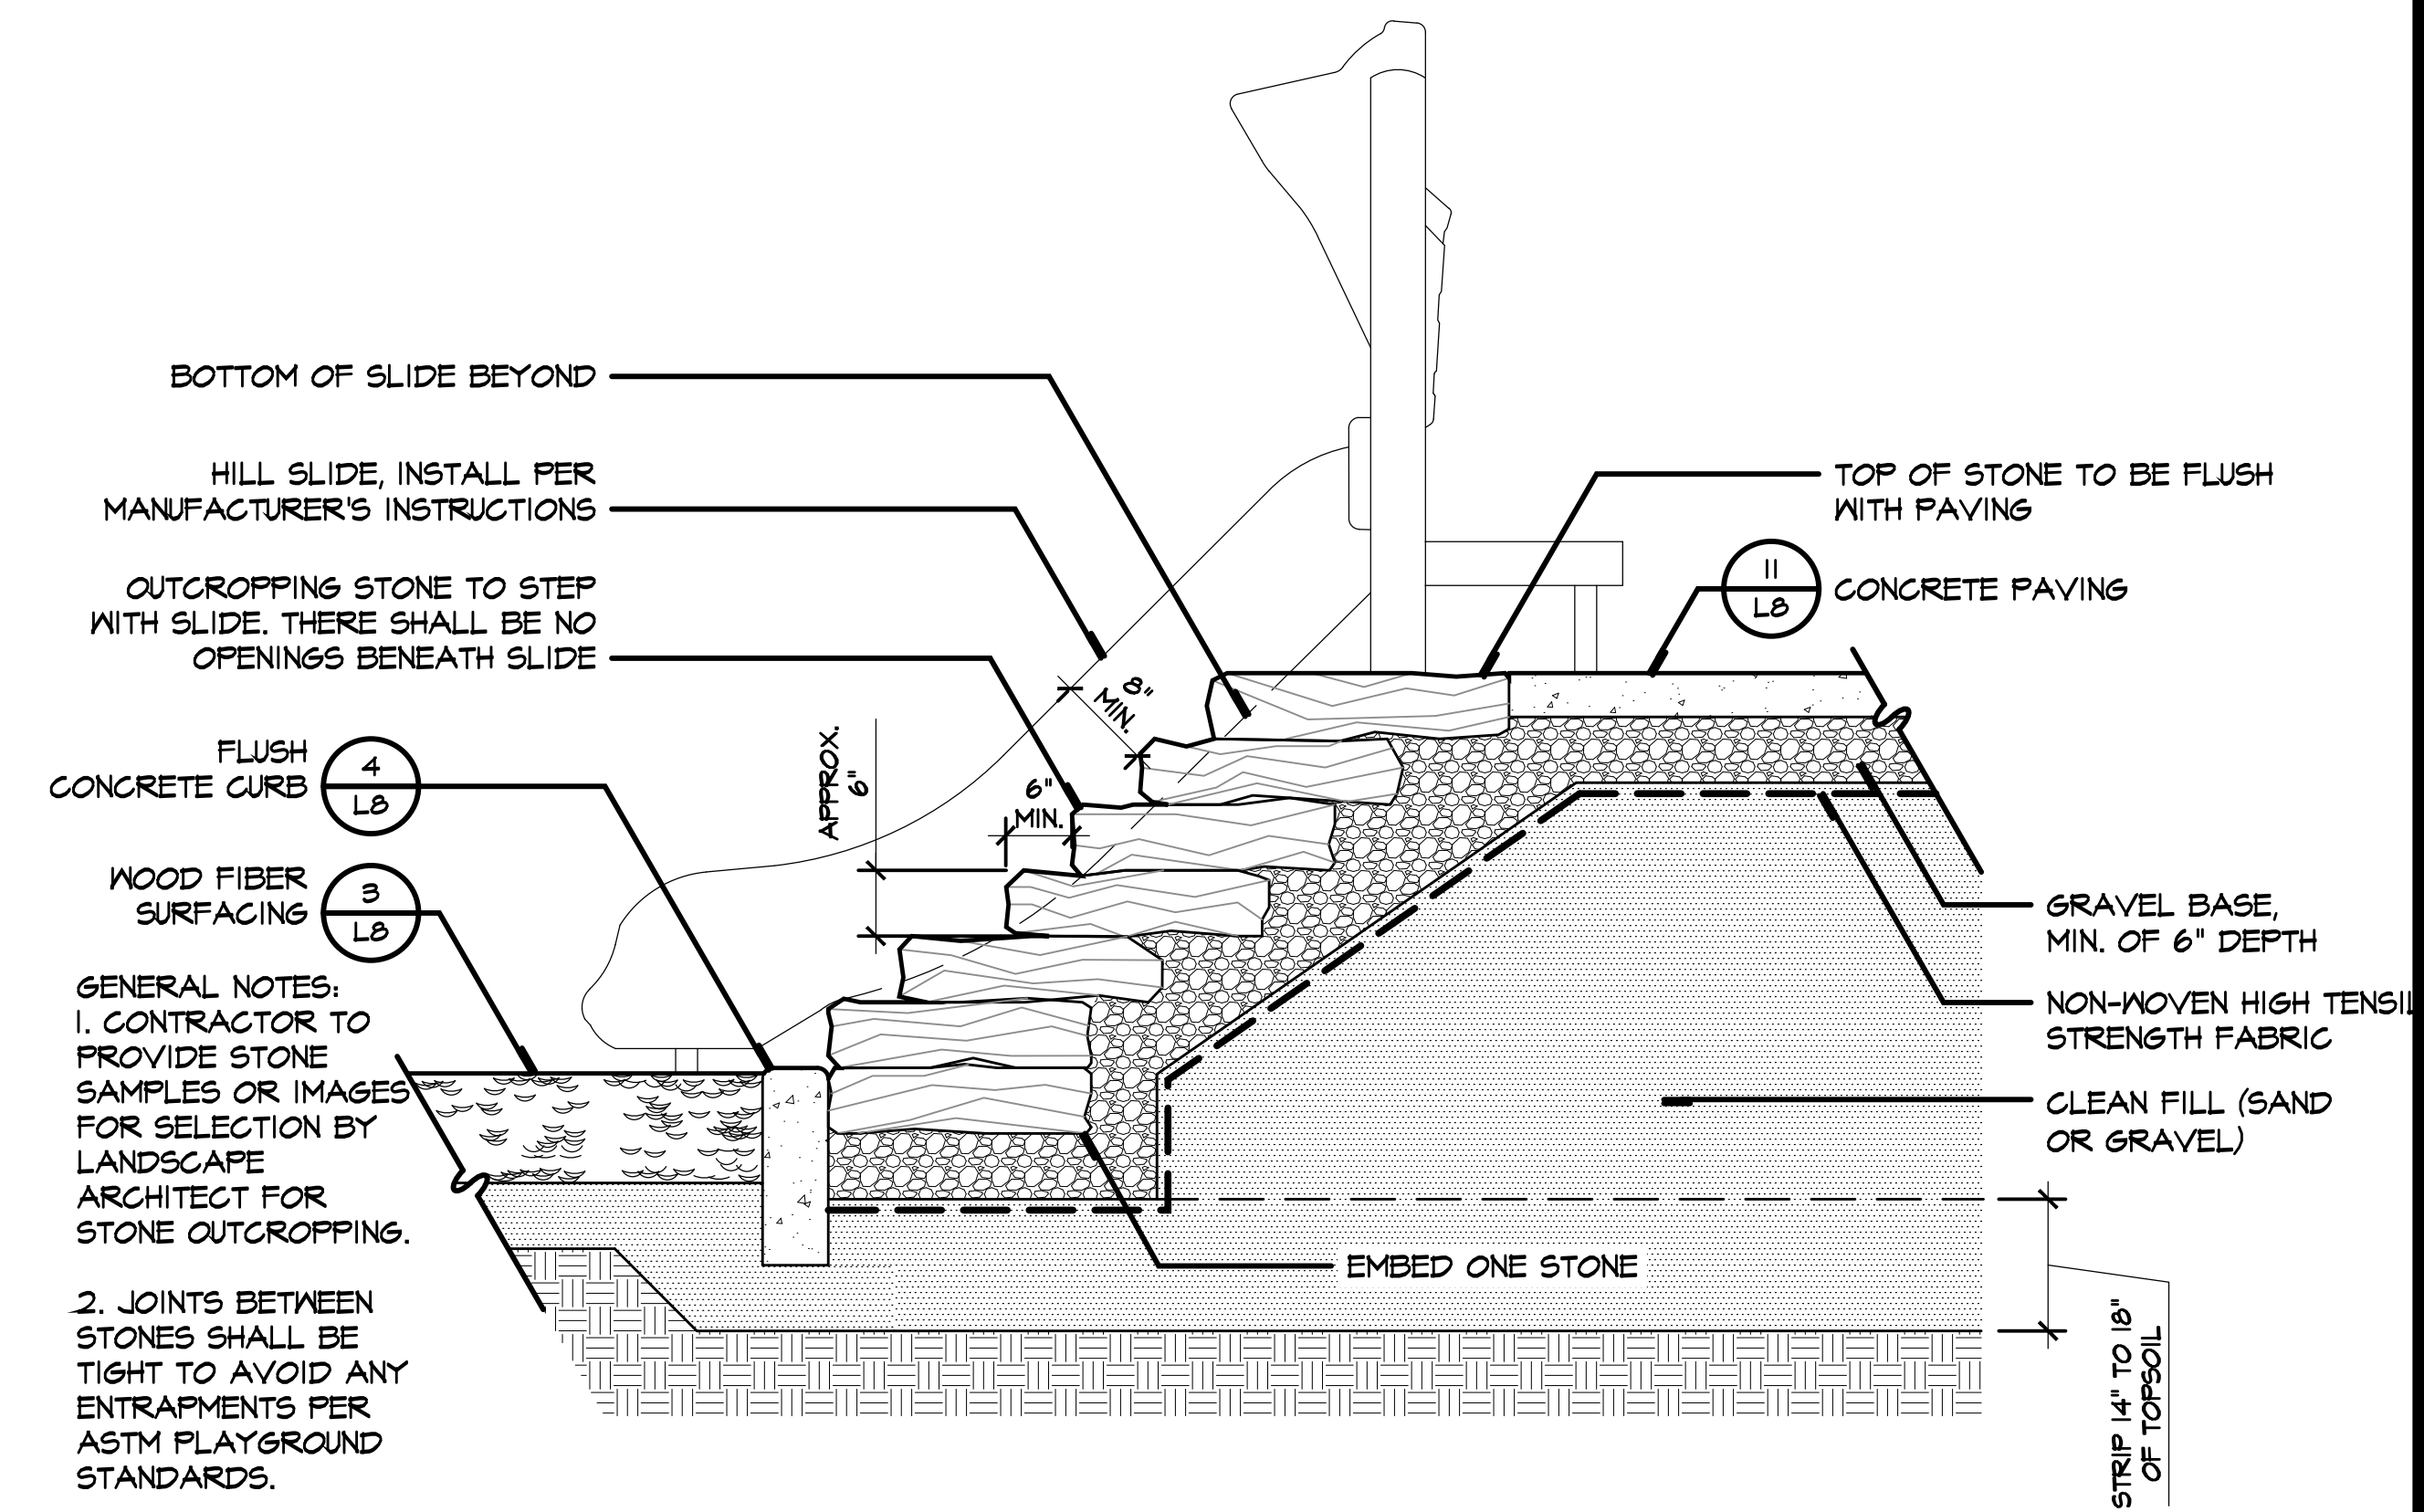 BOTTOM OF SLIDE BEYOND
HILL SLIDE, INSTALL PER
MANUFACTURER'S INSTRUCTIONS
OUTCROPPING STONE TO STEP
WITH SLIDE. THERE SHALL BE NO
OPENINGS BENEATH SLIDE
FLUSH
CONCRETE CURB
4
L8
WOOD FIBER
SURFACING
3
L8
GENERAL NOTES:
1. CONTRACTOR TO
PROVIDE STONE
SAMPLES OR IMAGES
FOR SELECTION BY
LANDSCAPE
ARCHITECT FOR
STONE OUTCROPPING.
2. JOINTS BETWEEN
STONES SHALL BE
TIGHT TO AVOID ANY
ENTRAPMENTS PER
ASTM PLAYGROUND
STANDARDS.
APPROX.
6"
6"
MIN.
8"
MIN.
TOP OF STONE TO BE FLUSH
WITH PAVING
11
L8
CONCRETE PAVING
GRAVEL BASE,
MIN. OF 6" DEPTH
NON-WOVEN HIGH TENSIL
STRENGTH FABRIC
CLEAN FILL (SAND
OR GRAVEL)
EMBED ONE STONE
STRIP 14" TO 18"
OF TOPSOIL